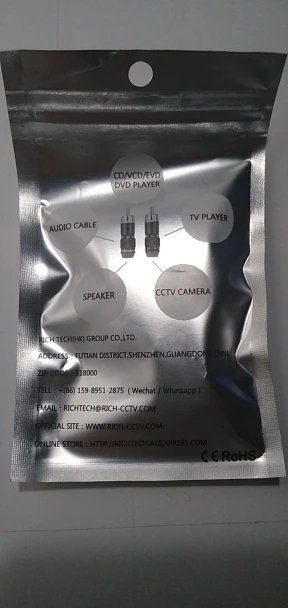 CD/VCD/EVD
DVD PLAYER
AUDIO CABLE
TV PLAYER
SPEAKER
CCTV CAMERA
RICH TECH(HK) GROUP CO.,LTD.
ADDRESS : FUTIAN DISTRICT,SHENZHEN,GUANGDONG,CHINA
ZIP CODE : 518000
TELL : +(86) 159-8951-2875 ( Wechat / Whatsapp )
EMAIL : RICHTECH@RICH-CCTV.COM
OFFICIAL SITE : WWW.RICH-CCTV.COM
ONLINE STORE : HTTP://RICHTECH.ALIEXPRESS.COM
CE RoHS